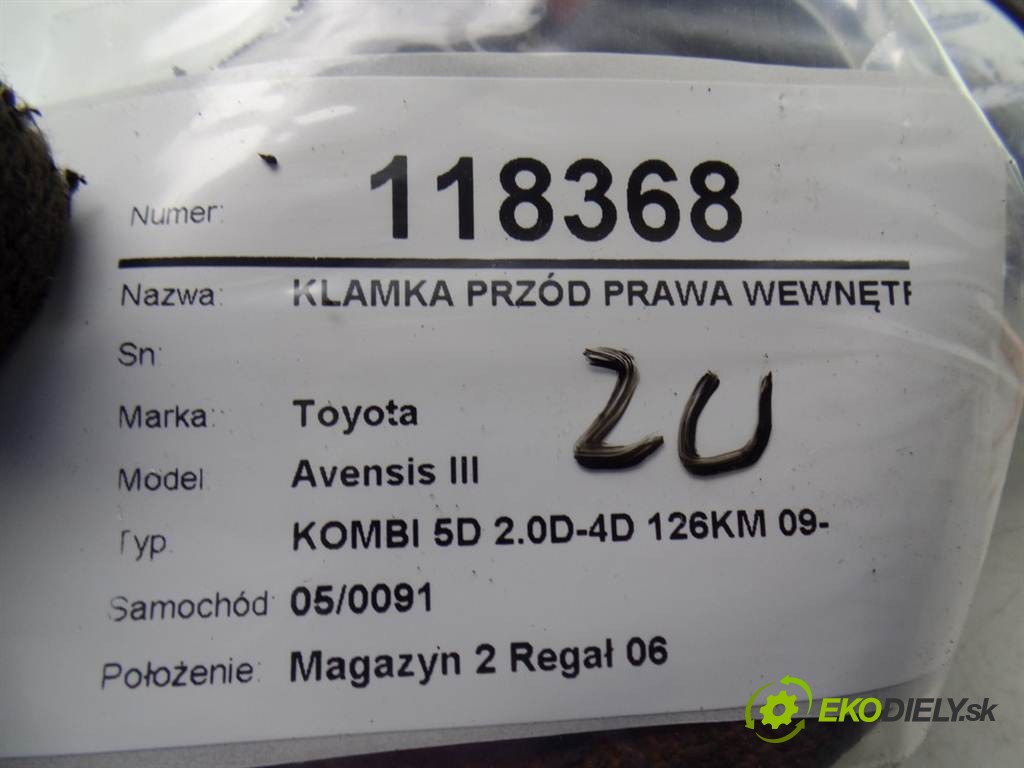 Numer: 118368
Nazwa: KLAMKA PRZÓD PRAWA WEWNĘTR
Sn:
ZU
Marka: Toyota
Model Avensis III
Typ. KOMBI 5D 2.0D-4D 126KM 09-
Samochód 05/0091
Położenie: Magazyn 2 Regał 06
EKODIELY.sk